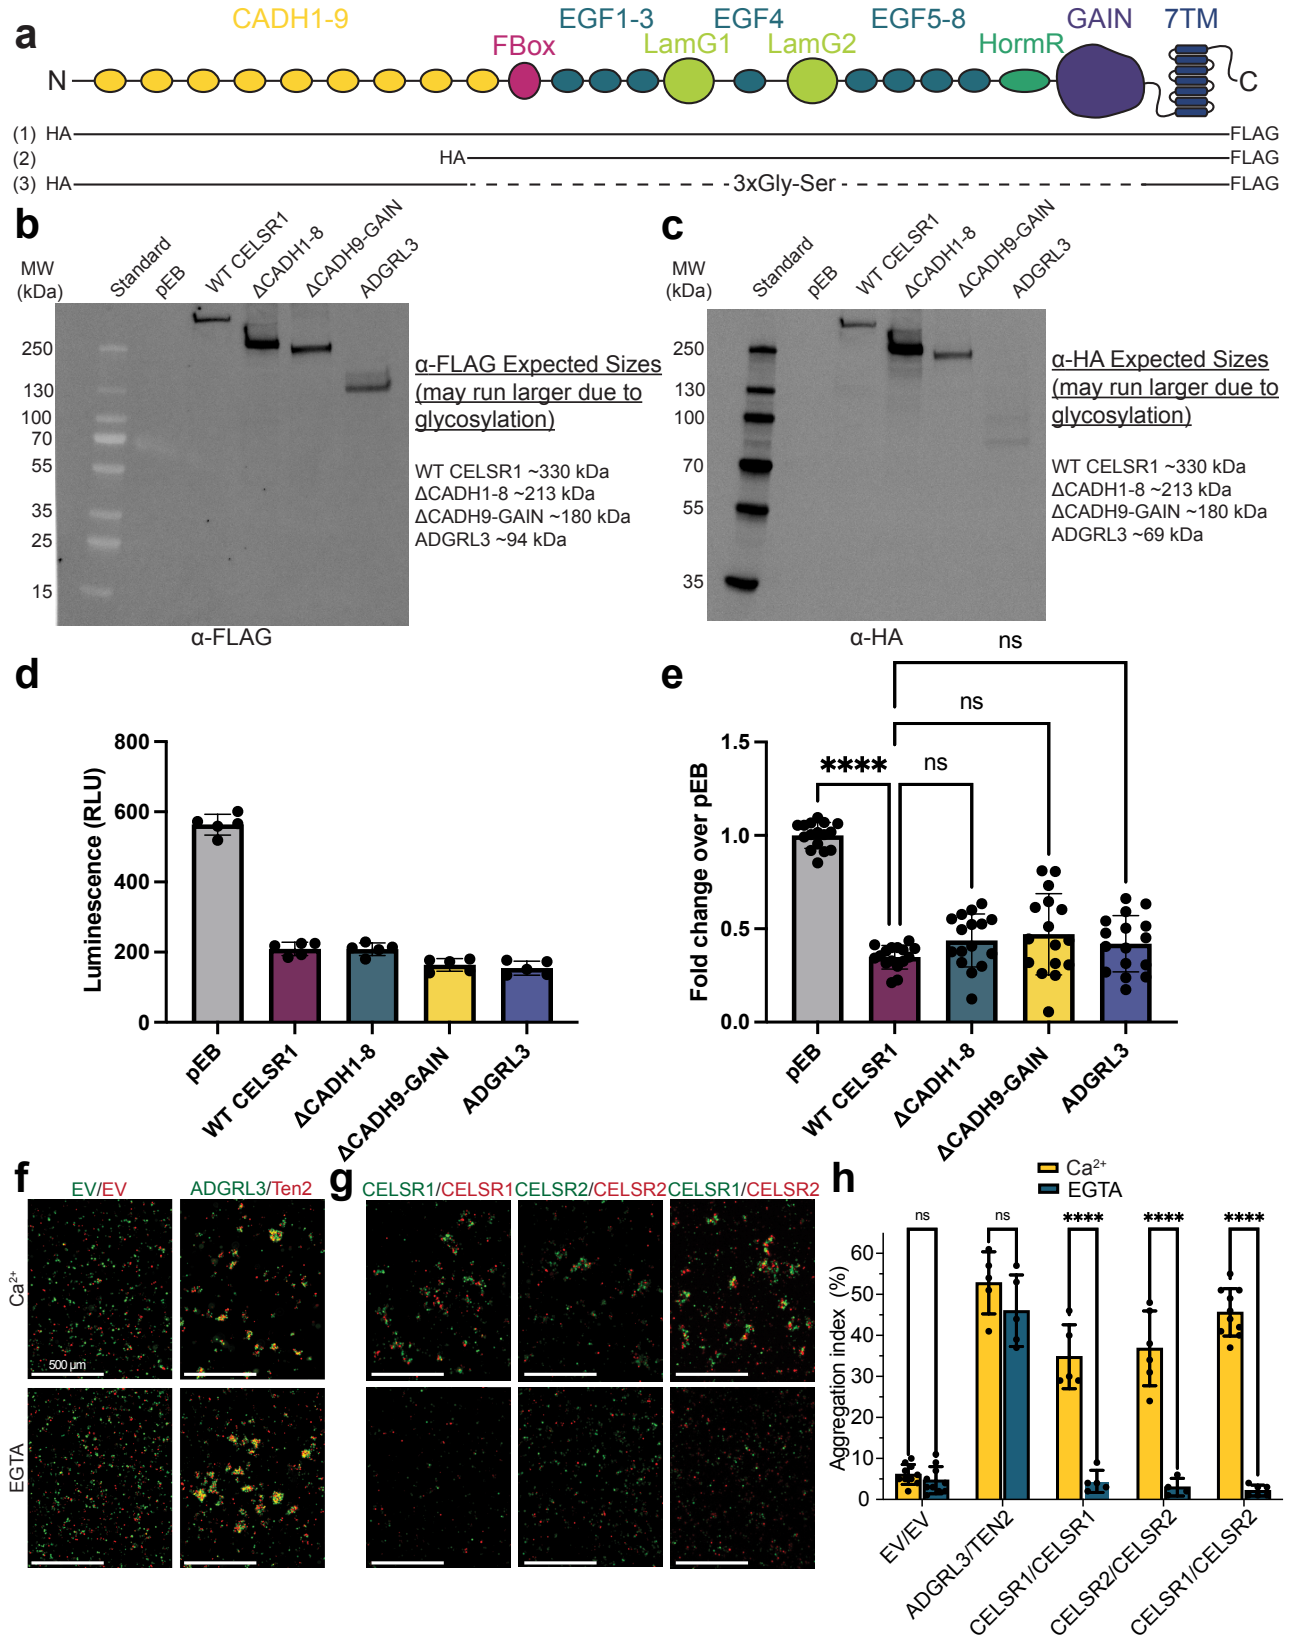 a
CADH1-9
EGF1-3
EGF4
EGF5-8
GAIN
7TM
FBox
LamG1
LamG2
HormR
N
C
(1) HA
FLAG
(2)
HA
FLAG
(3) HA
3xGly-Ser
FLAG
b
MW
(kDa)
Standard
pEB
WT CELSR1
ΔCADH1-8
ΔCADH9-GAIN
ADGRL3
250
130
100
70
55
35
25
15
α-FLAG Expected Sizes
(may run larger due to
glycosylation)
WT CELSR1 ~330 kDa
ΔCADH1-8 ~213 kDa
ΔCADH9-GAIN ~180 kDa
ADGRL3 ~94 kDa
α-FLAG
c
MW
(kDa)
Standard
pEB
WT CELSR1
ΔCADH1-8
ΔCADH9-GAIN
ADGRL3
250
130
100
70
55
35
α-HA Expected Sizes
(may run larger due to
glycosylation)
WT CELSR1 ~330 kDa
ΔCADH1-8 ~213 kDa
ΔCADH9-GAIN ~180 kDa
ADGRL3 ~69 kDa
α-HA
d
Luminescence (RLU)
800
600
400
200
0
pEB
WT CELSR1
ΔCADH1-8
ΔCADH9-GAIN
ADGRL3
e
Fold change over pEB
1.5
1.0
0.5
0.0
ns
ns
****
ns
pEB
WT CELSR1
ΔCADH1-8
ΔCADH9-GAIN
ADGRL3
f
EV/EV
ADGRL3/Ten2
Ca²⁺
500 µm
EGTA
g
CELSR1/CELSR1
CELSR2/CELSR2
CELSR1/CELSR2
h
Ca²⁺
EGTA
Aggregation index (%)
60
50
40
30
20
10
0
ns
ns
****
****
****
EV/EV
ADGRL3/TEN2
CELSR1/CELSR1
CELSR2/CELSR2
CELSR1/CELSR2